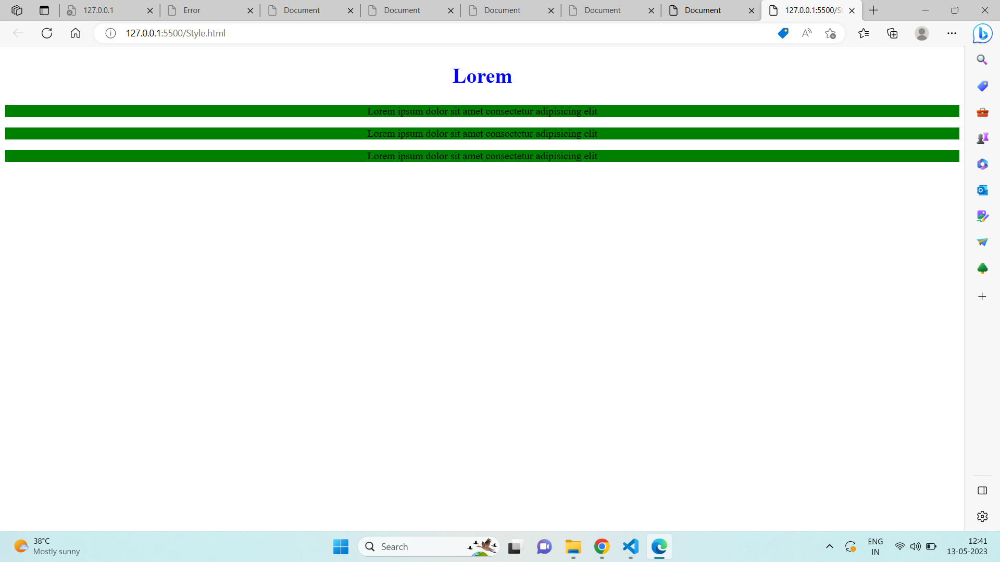 127.0.0.1
Error
Document
Document
Document
Document
Document
127.0.0.1:5500/St
127.0.0.1:5500/Style.html
Lorem
Lorem ipsum dolor sit amet consectetur adipisicing elit
Lorem ipsum dolor sit amet consectetur adipisicing elit
Lorem ipsum dolor sit amet consectetur adipisicing elit
38°C
Mostly sunny
Search
ENG
IN
12:41
13-05-2023